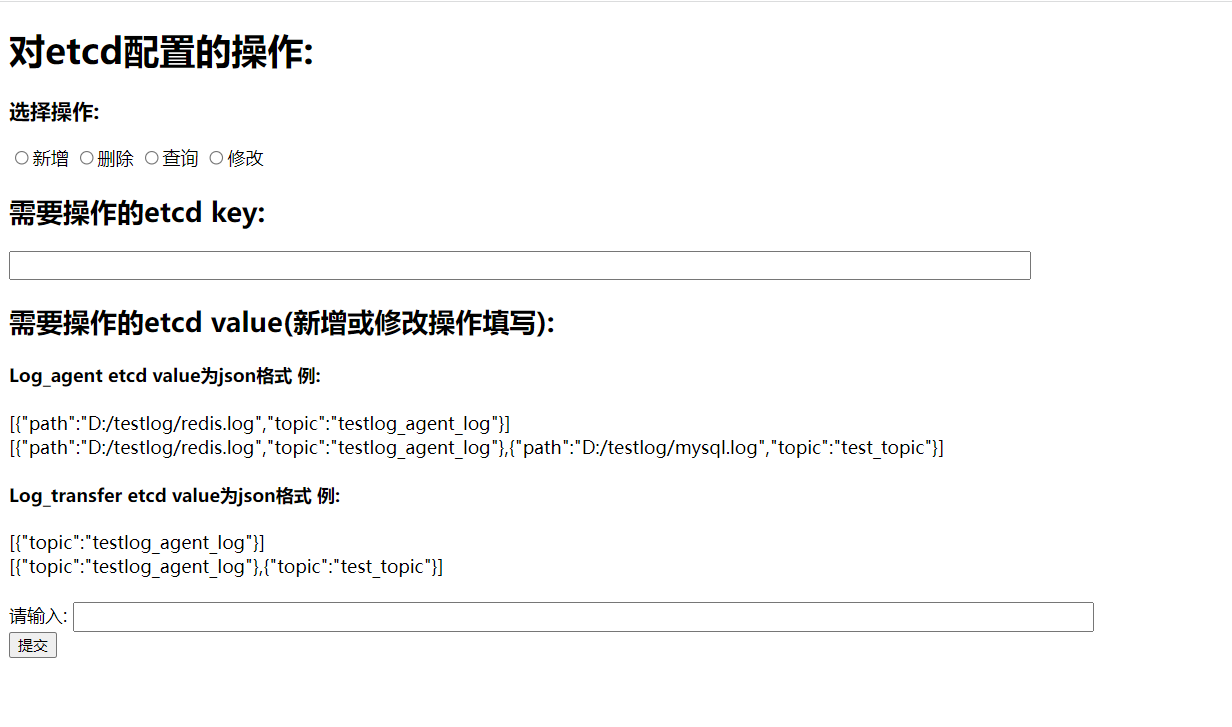 对etcd配置的操作:
选择操作:
新增 删除 查询 修改
需要操作的etcd key:
需要操作的etcd value(新增或修改操作填写):
Log_agent etcd value为json格式 例:
[{"path":"D:/testlog/redis.log","topic":"testlog_agent_log"}]
[{"path":"D:/testlog/redis.log","topic":"testlog_agent_log"},{"path":"D:/testlog/mysql.log","topic":"test_topic"}]
Log_transfer etcd value为json格式 例:
[{"topic":"testlog_agent_log"}]
[{"topic":"testlog_agent_log"},{"topic":"test_topic"}]
请输入:
提交